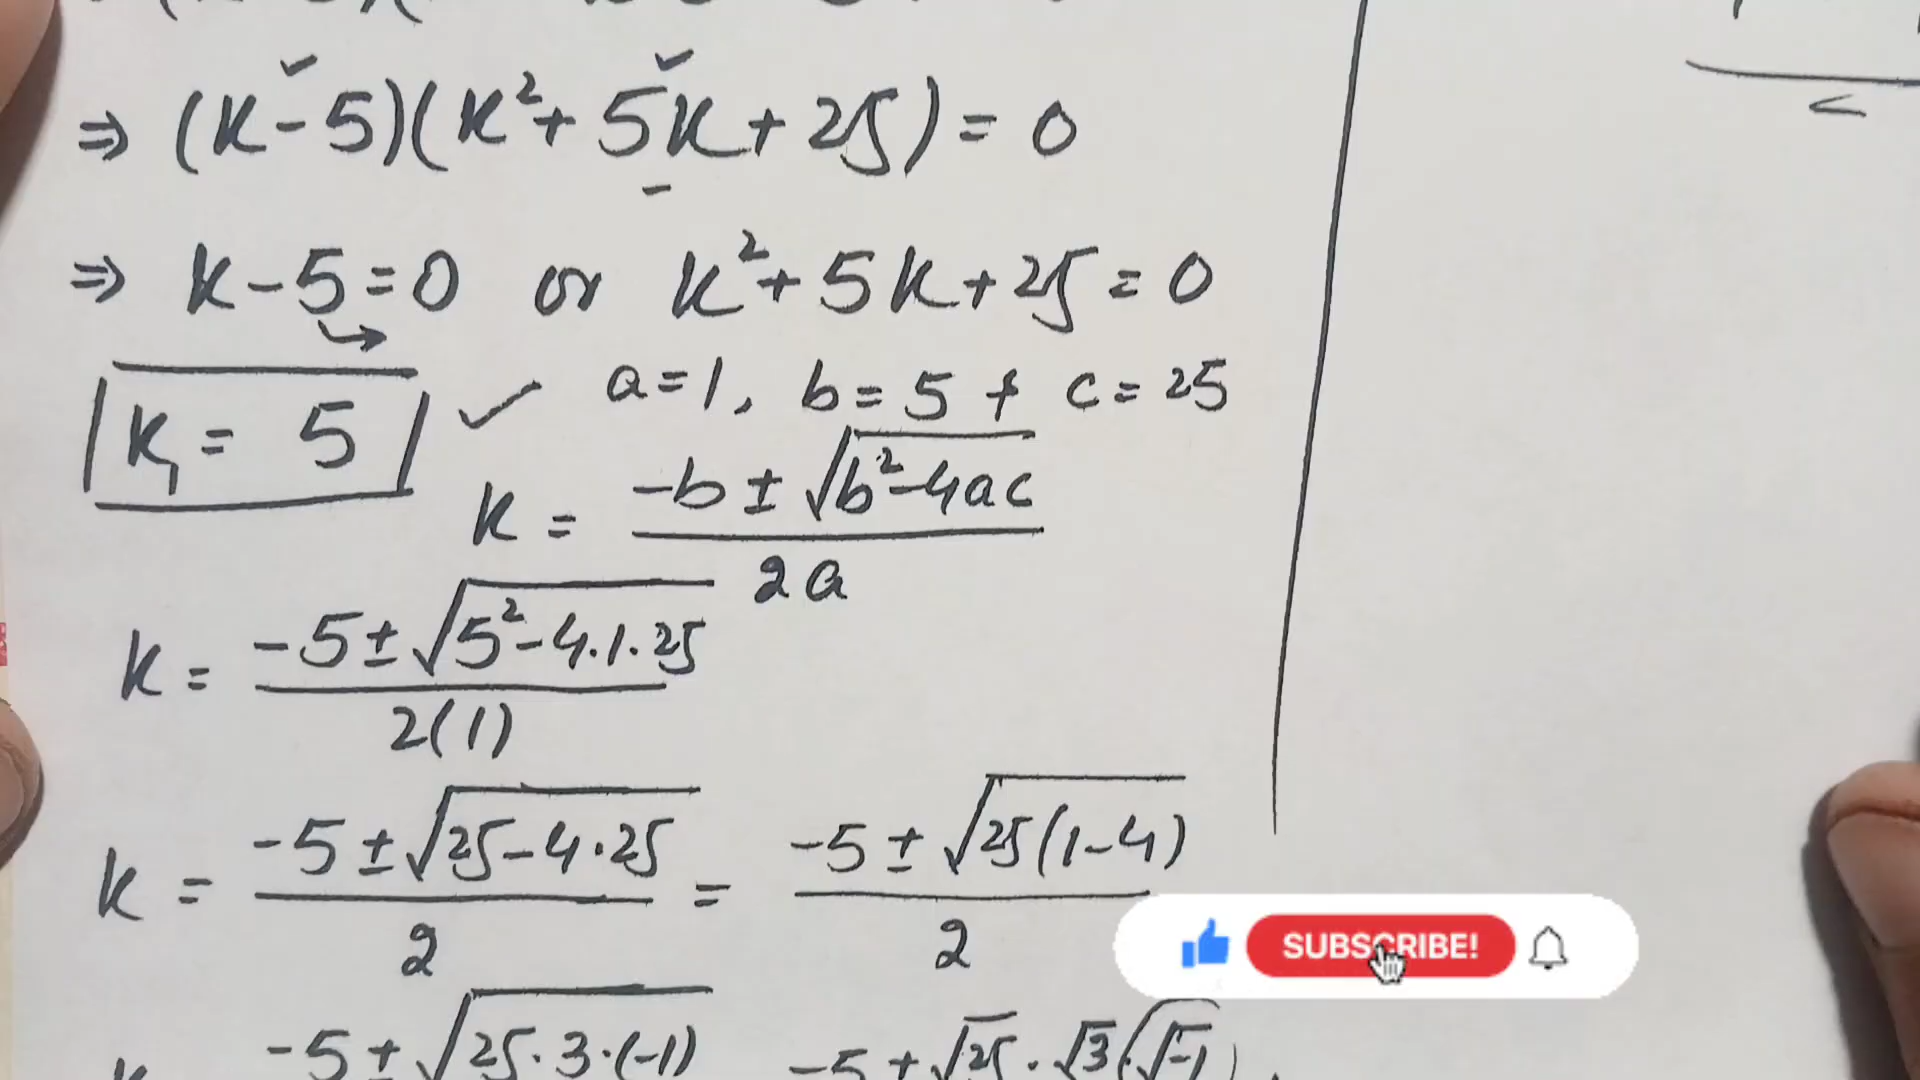 ⇒ (k-5)(k²+5k+25) = 0
⇒ k-5=0 or k²+5k+25=0
k₁ = 5 ✓ a=1, b=5 + c=25
k = (-b ± √(b²-4ac)) / 2a
k = (-5 ± √(5²-4·1·25)) / 2(1)
k = (-5 ± √(25-4·25)) / 2 = (-5 ± √(25(1-4))) / 2
SUBSCRIBE!
-5 ± √(25·3·(-1)) -5 ± √25 · √3 (√-1)